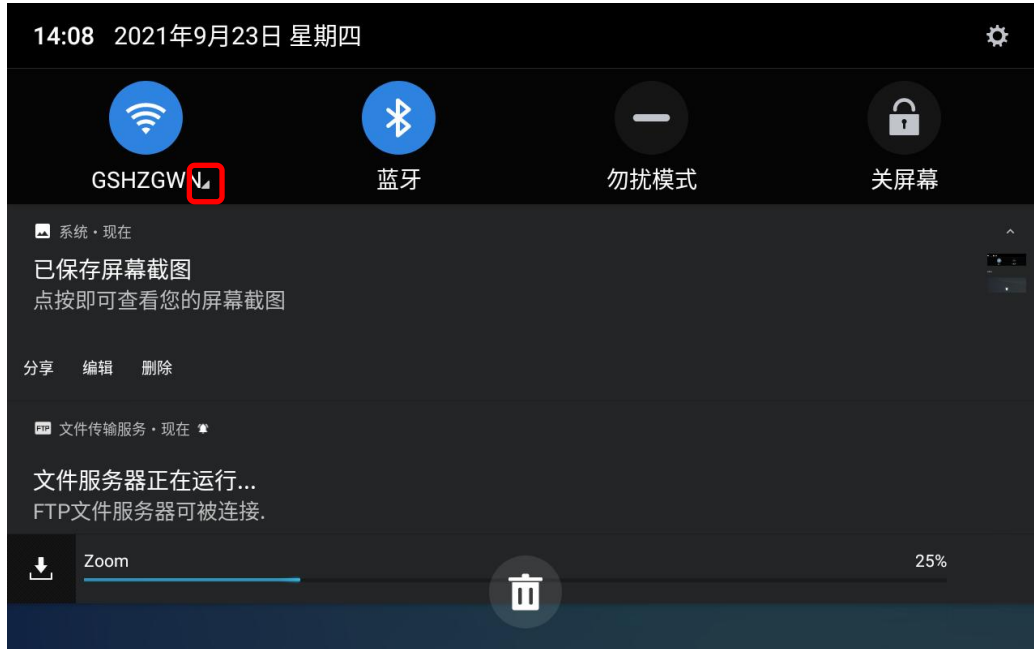 14:08 2021年9月23日 星期四
GSHZGWN 蓝牙 勿扰模式 关屏幕
系统・现在
已保存屏幕截图
点按即可查看您的屏幕截图
分享 编辑 删除
FTP 文件传输服务・现在
文件服务器正在运行...
FTP文件服务器可被连接.
Zoom 25%